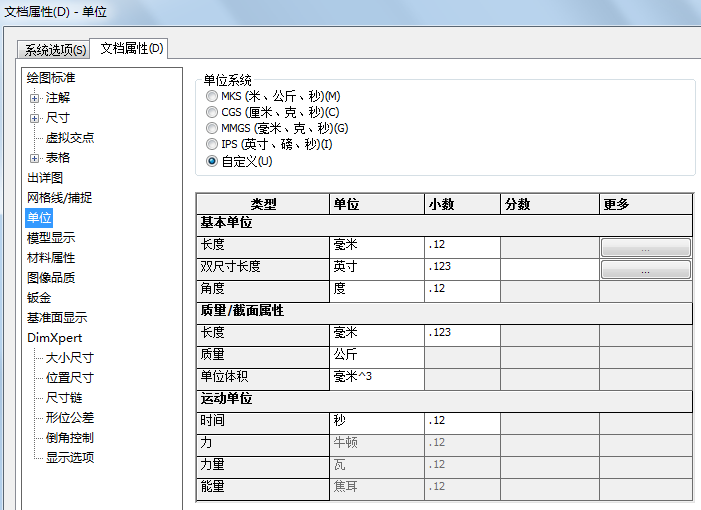 文档属性(D) - 单位
系统选项(S) 文档属性(D)
绘图标准
注解
尺寸
虚拟交点
表格
出详图
网格线/捕捉
单位
模型显示
材料属性
图像品质
钣金
基准面显示
DimXpert
大小尺寸
位置尺寸
尺寸链
形位公差
倒角控制
显示选项
单位系统
MKS (米、公斤、秒)(M)
CGS (厘米、克、秒)(C)
MMGS (毫米、克、秒)(G)
IPS (英寸、磅、秒)(I)
自定义(U)
类型 单位 小数 分数 更多
基本单位
长度 毫米 .12 ...
双尺寸长度 英寸 .123 ...
角度 度 .12
质量/截面属性
长度 毫米 .123
质量 公斤
单位体积 毫米^3
运动单位
时间 秒 .12
力 牛顿 .12
力量 瓦 .12
能量 焦耳 .12